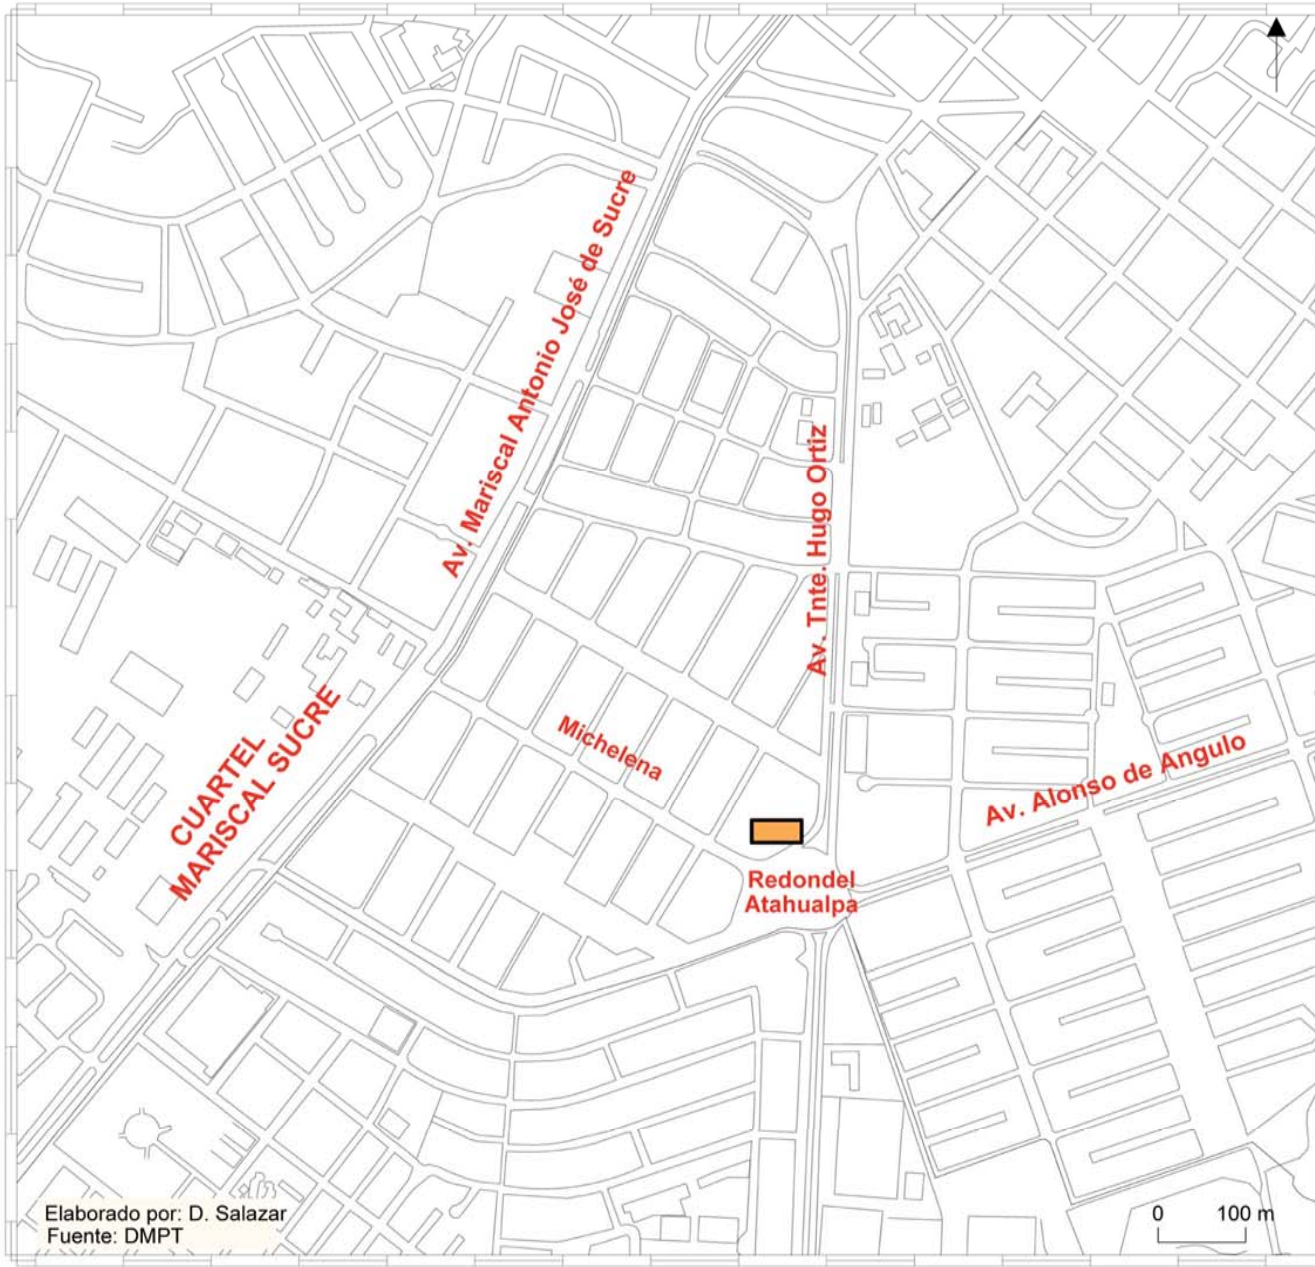 Av. Mariscal Antonio José de Sucre
Av. Tnte. Hugo Ortiz
Michelena
CUARTEL
MARISCAL SUCRE
Av. Alonso de Angulo
Redondel
Atahualpa
Elaborado por: D. Salazar
Fuente: DMPT
0 100 m